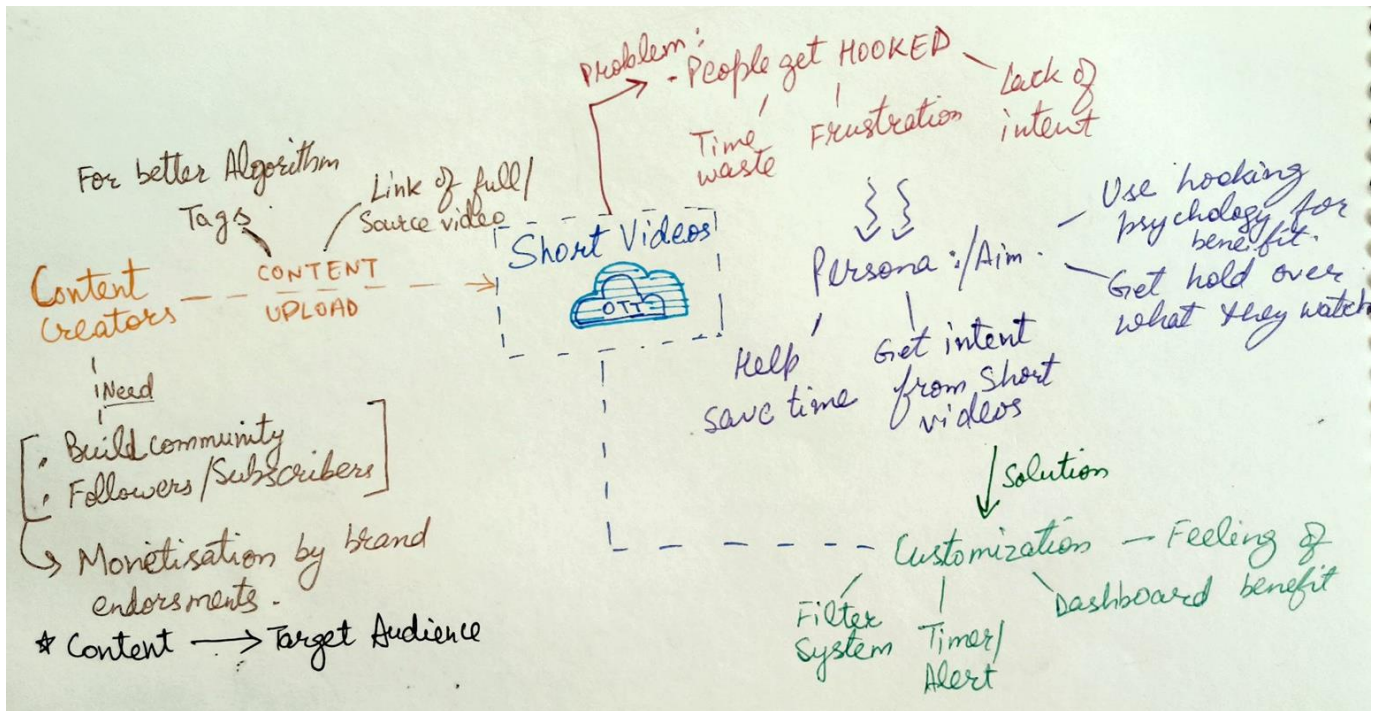 Problem:
- People get HOOKED
Time
waste
Frustration
Lack of
intent
For better Algorithm
Tags
Link of full/
Source video
Content
Creators
CONTENT
UPLOAD
Short Videos
OTT
Need
[. Build community
. Followers/Subscribers]
Monetisation by brand
endorsments.
☆ Content → Target Audience
Persona :/Aim.
Use hooking
psychology for
benefit.
Get hold over
what they watch
Help
save time
Get intent
from Short
videos
Solution
Customization — Feeling of
benefit
Filter
System
Timer/
Alert
Dashboard